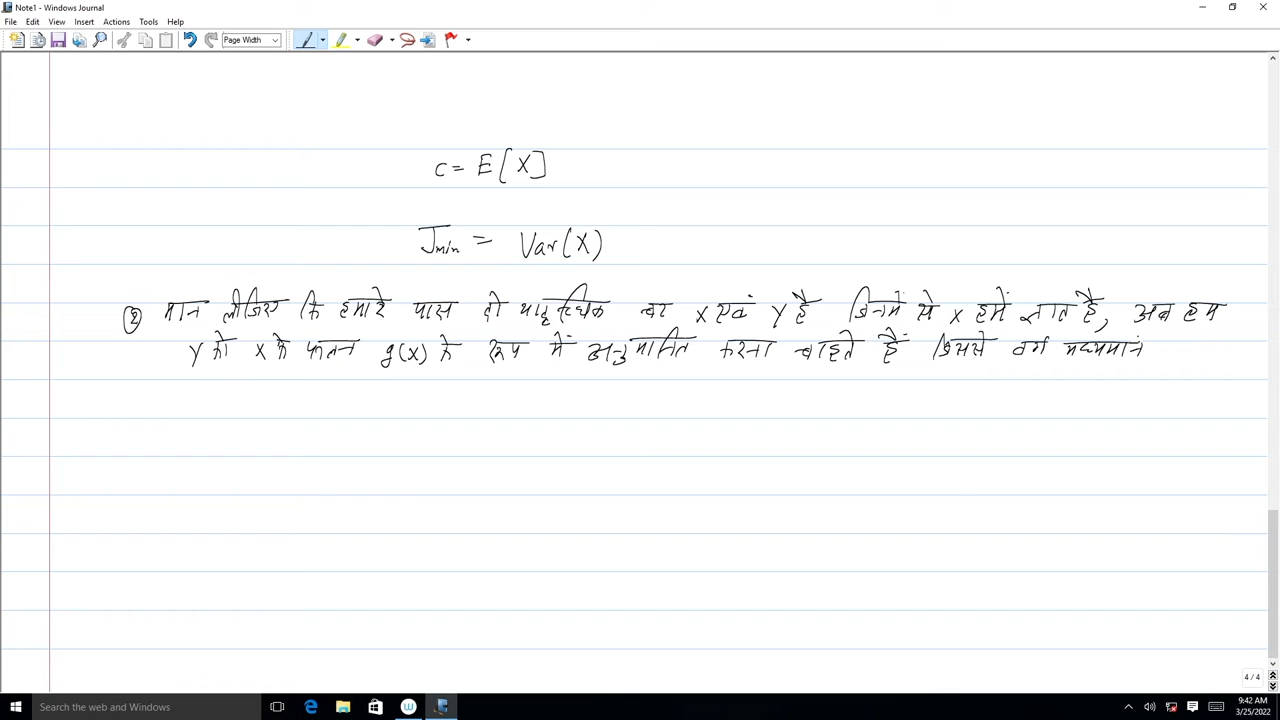 Note1 - Windows Journal
File Edit View Insert Actions Tools Help
Page Width
c = E[X]
Jmin = Var(X)
② मान लीजिए कि हमारे पास दो यादृच्छिक चर X एवं Y हैं जिनमें से X हमें ज्ञात है, अब हम
Y को X के फलन g(X) के रूप में अनुमानित करना चाहते हैं जिससे वर्ग मध्यमान
4 / 4
Search the web and Windows
9:42 AM
3/25/2022